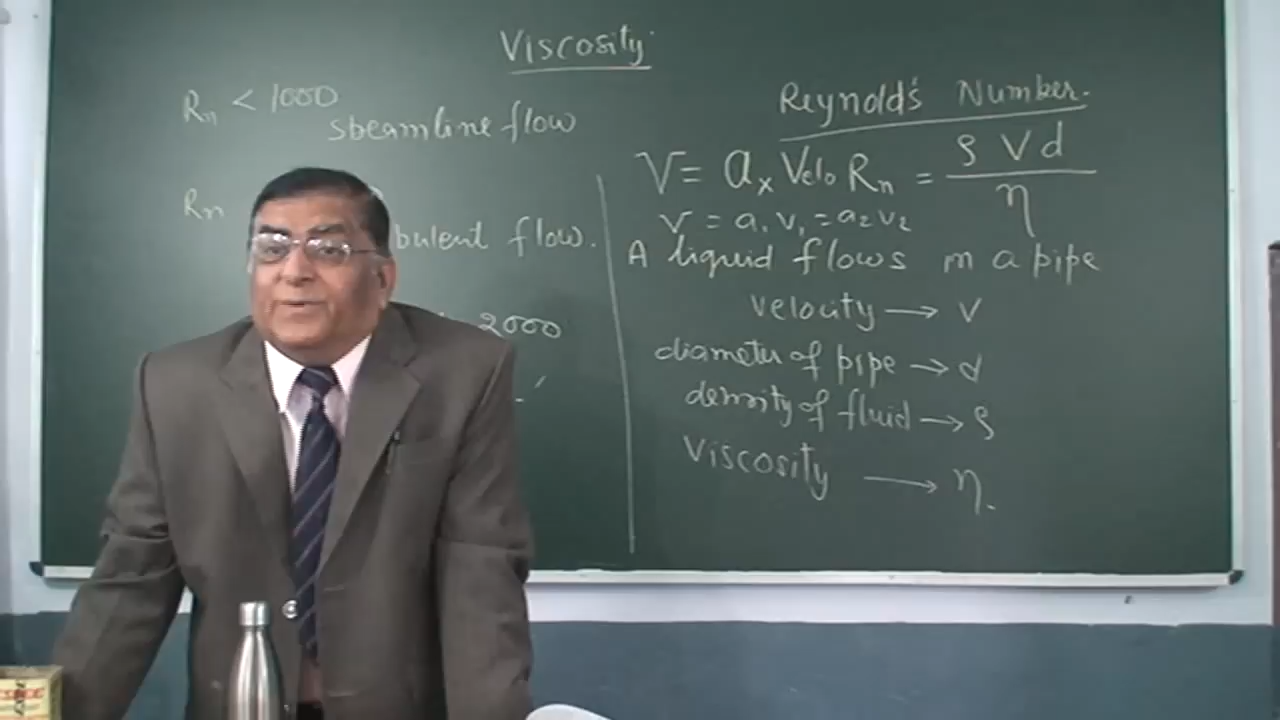 Viscosity
Rn < 1000
streamline flow
Rn
bulent flow.
2000
Reynold's Number.
V = a x Velo Rn = ρ V d / η
V = a₁ v₁ = a₂ v₂
A liquid flows in a pipe
velocity → v
diameter of pipe → d
density of fluid → ρ
Viscosity → η.